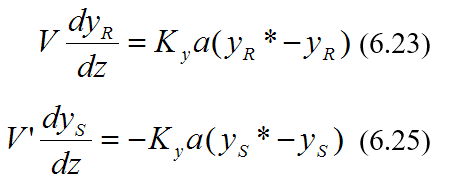 V dy_R/dz = K_y a(y_R * −y_R) (6.23)
V' dy_S/dz = −K_y a(y_S * −y_S) (6.25)